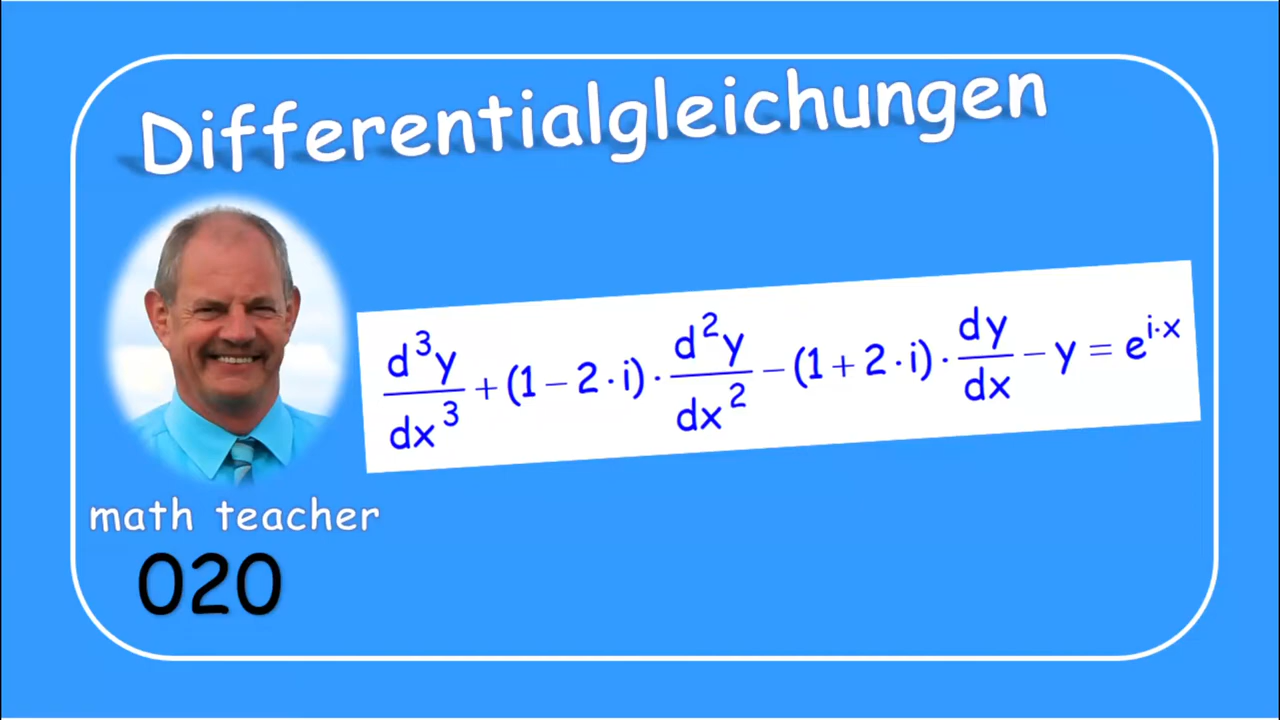 Differentialgleichungen
d³y/dx³ + (1 − 2·i) · d²y/dx² − (1 + 2·i) · dy/dx − y = e^(i·x)
math teacher
020